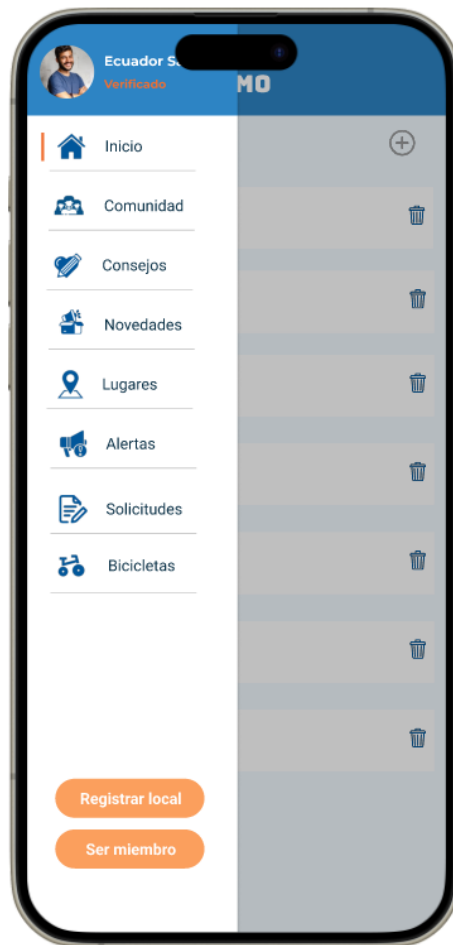 Ecuador S
Verificado
MO
Inicio
Comunidad
Consejos
Novedades
Lugares
Alertas
Solicitudes
Bicicletas
Registrar local
Ser miembro